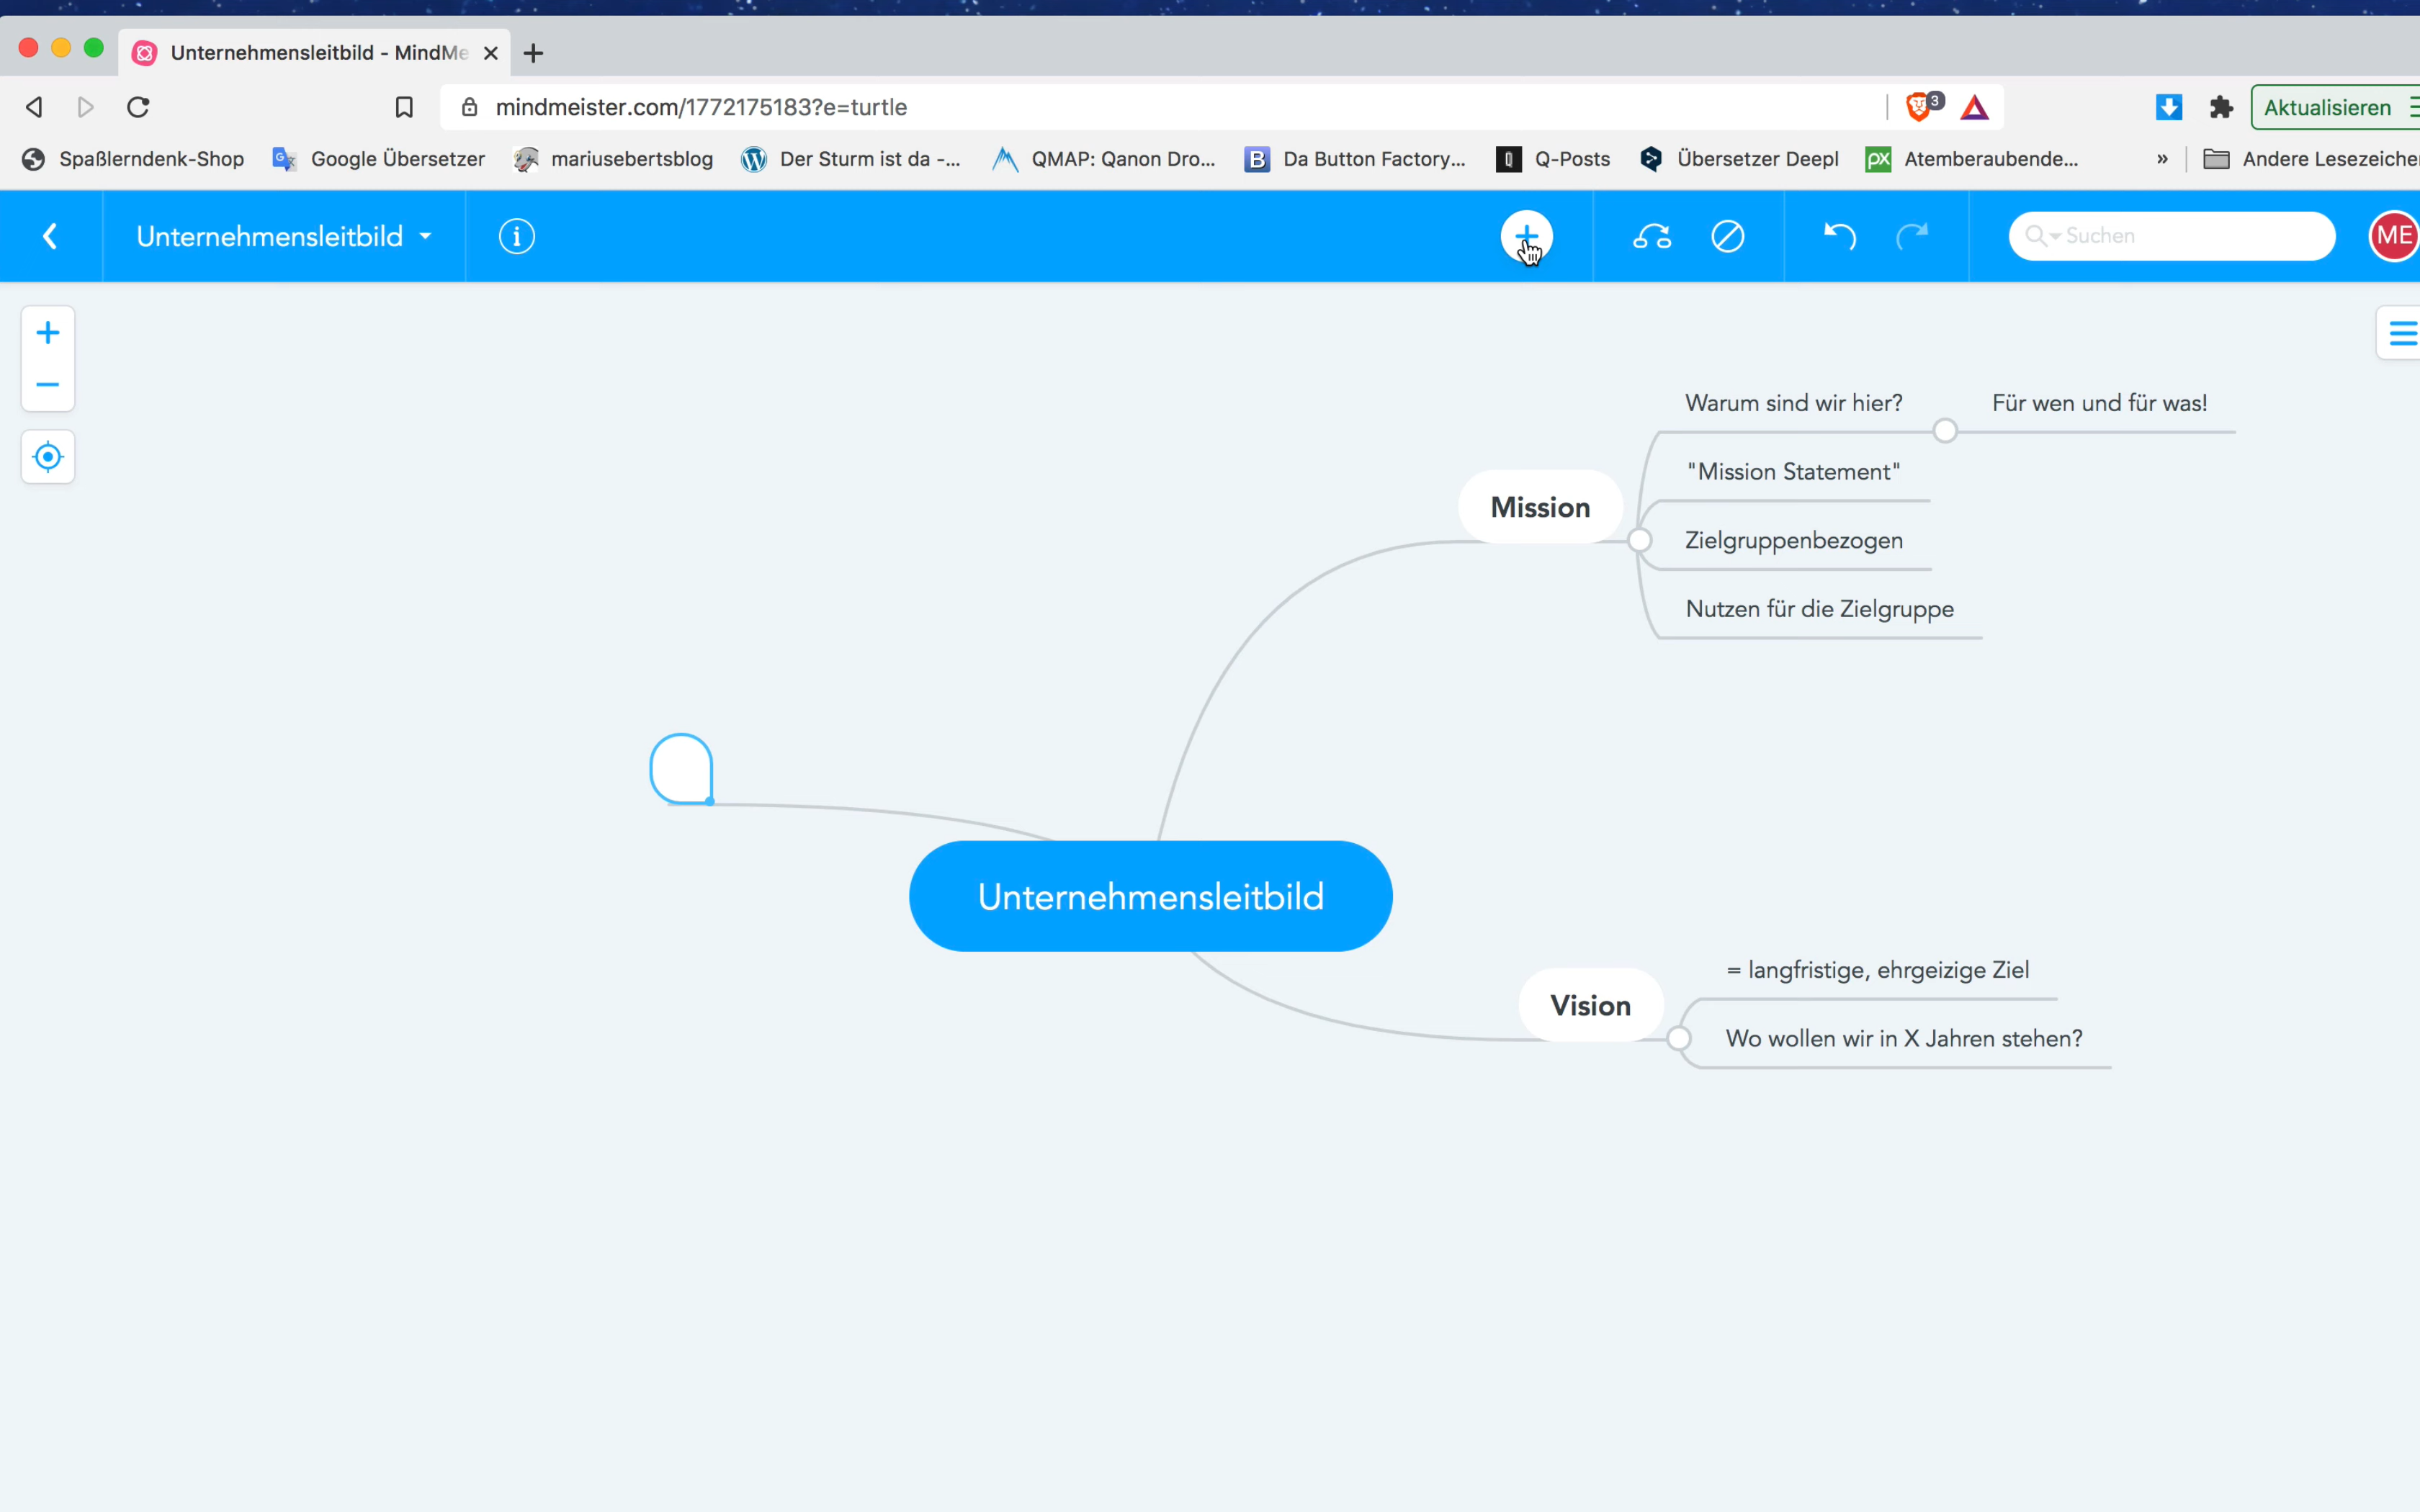 Unternehmensleitbild - MindMe
mindmeister.com/1772175183?e=turtle
3
Aktualisieren
Spaßlerndenk-Shop
Google Übersetzer
mariusebertsblog
Der Sturm ist da -...
QMAP: Qanon Dro...
B
Da Button Factory...
Q
Q-Posts
Übersetzer Deepl
px
Atemberaubende...
»
Andere Lesezeiche
Unternehmensleitbild
i
Suchen
ME
Warum sind wir hier?
Für wen und für was!
"Mission Statement"
Mission
Zielgruppenbezogen
Nutzen für die Zielgruppe
Unternehmensleitbild
= langfristige, ehrgeizige Ziel
Vision
Wo wollen wir in X Jahren stehen?